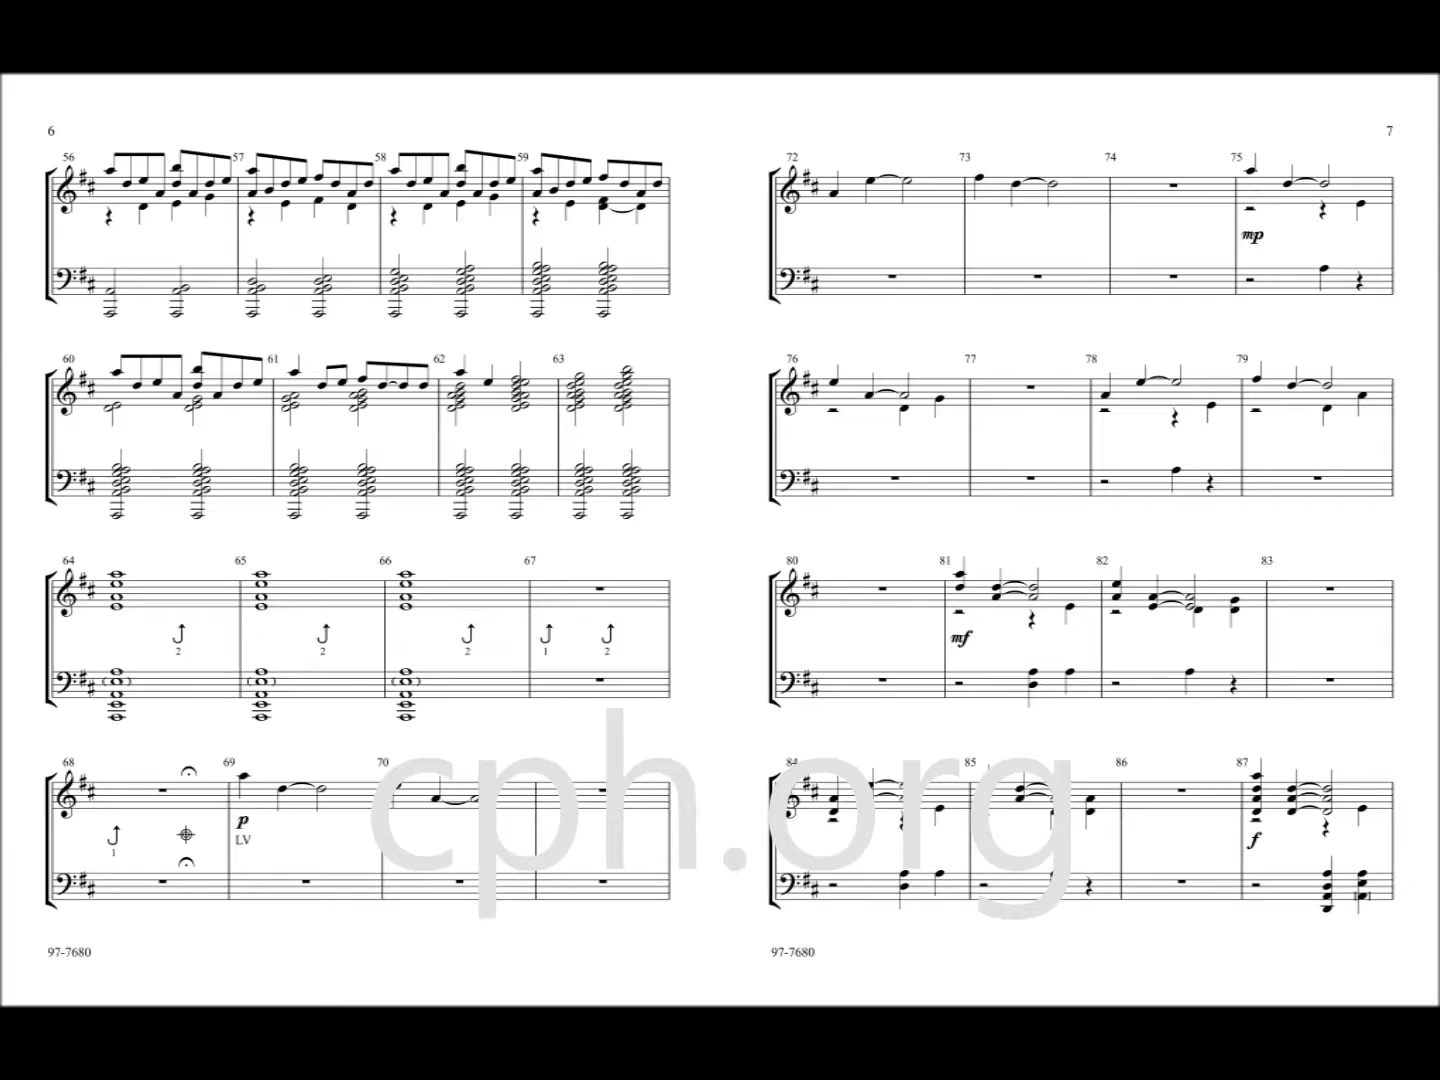 6
56 57 58 59
60 61 62 63
64 65 66 67
2 2 2 1 2
68 69 70
p
LV
1
97-7680
7
72 73 74 75
mp
76 77 78 79
80 81 82 83
mf
84 85 86 87
f
97-7680
cph.org